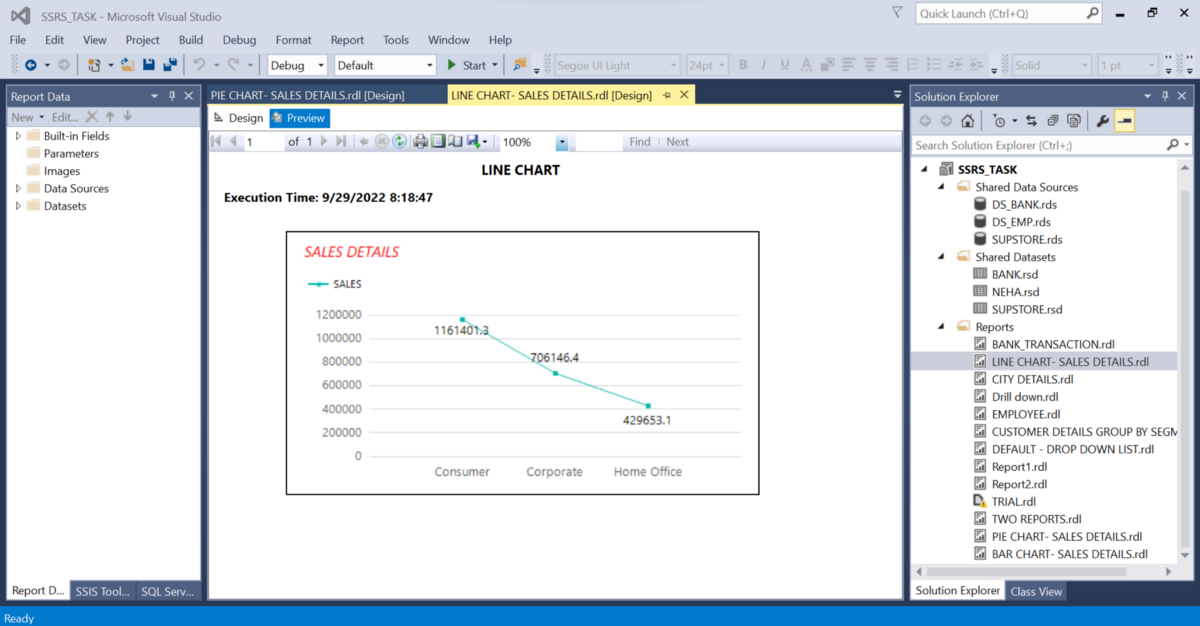 SSRS_TASK - Microsoft Visual Studio
Quick Launch (Ctrl+Q)
File Edit View Project Build Debug Format Report Tools Window Help
Debug Default Start Segoe UI Light 24pt B I U A Solid 1 pt
Report Data
New Edit...
Built-in Fields
Parameters
Images
Data Sources
Datasets
Report D... SSIS Tool... SQL Serv...
PIE CHART- SALES DETAILS.rdl [Design] LINE CHART- SALES DETAILS.rdl [Design]
Design Preview
1 of 1 100% Find Next
LINE CHART
Execution Time: 9/29/2022 8:18:47
SALES DETAILS
SALES
1200000
1000000
800000
600000
400000
200000
0
1161401.3
706146.4
429653.1
Consumer Corporate Home Office
Solution Explorer
Search Solution Explorer (Ctrl+;)
SSRS_TASK
Shared Data Sources
DS_BANK.rds
DS_EMP.rds
SUPSTORE.rds
Shared Datasets
BANK.rsd
NEHA.rsd
SUPSTORE.rsd
Reports
BANK_TRANSACTION.rdl
LINE CHART- SALES DETAILS.rdl
CITY DETAILS.rdl
Drill down.rdl
EMPLOYEE.rdl
CUSTOMER DETAILS GROUP BY SEGM
DEFAULT - DROP DOWN LIST.rdl
Report1.rdl
Report2.rdl
TRIAL.rdl
TWO REPORTS.rdl
PIE CHART- SALES DETAILS.rdl
BAR CHART- SALES DETAILS.rdl
Solution Explorer Class View
Ready